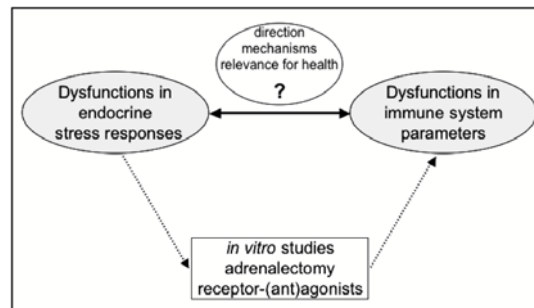 direction
mechanisms
relevance for health
?
Dysfunctions in
endocrine
stress responses
Dysfunctions in
immune system
parameters
in vitro studies
adrenalectomy
receptor-(ant)agonists